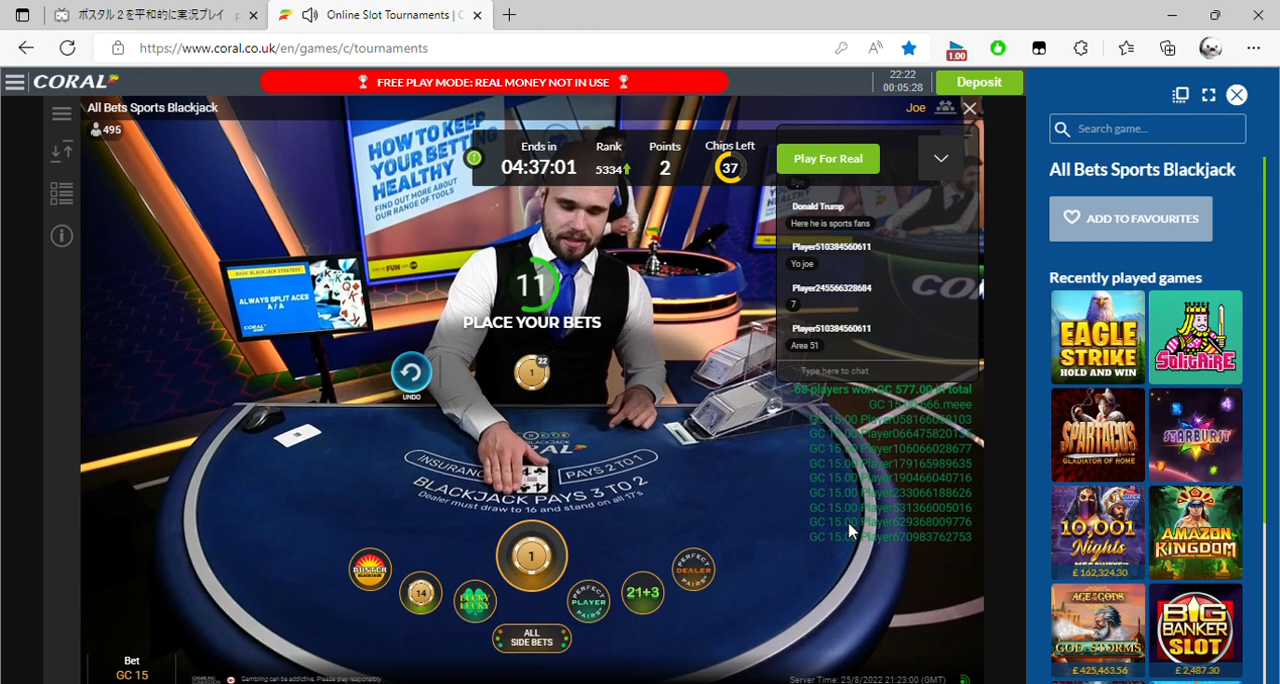 ポスタル２を平和的に実況プレイ
Online Slot Tournaments | C
https://www.coral.co.uk/en/games/c/tournaments
1.00
CORAL
FREE PLAY MODE: REAL MONEY NOT IN USE
22:22
00:05:28
Deposit
All Bets Sports Blackjack
Joe
495
HOW TO KEEP
YOUR BETTING
HEALTHY
FIND OUT MORE ABOUT
OUR RANGE OF TOOLS
Ends in
04:37:01
Rank
5334
Points
2
Chips Left
37
Play For Real
Bye
Donald Trump
Here he is sports fans
Player510384560611
Yo joe
Player245566328684
7
Player510384560611
Area 51
Type here to chat
BASIC BLACKJACK STRATEGY
ALWAYS SPLIT ACES
A / A
CORAL
11
PLACE YOUR BETS
UNDO
1
22
68 players won GC 577.00 in total
GC 15.00 666.meee
GC 15.00 Player106066028677
GC 15.00 Player179165989635
GC 15.00 Player190466040716
GC 15.00 Player233066188626
GC 15.00 Player531366005016
GC 15.00 Player629368009776
GC 15.00 Player670983762753
INSURANCE
PAYS 2 TO 1
BLACKJACK PAYS 3 TO 2
Dealer must draw to 16 and stand on all 17's
BUSTER
BLACKJACK
14
LUCKY
LUCKY
1
PERFECT
PLAYER
PAIRS
21+3
PERFECT
DEALER
PAIRS
ALL
SIDE BETS
Bet
GC 15
Gambling can be addictive. Please play responsibly
Server Time: 25/8/2022 21:23:00 (GMT)
Search game...
All Bets Sports Blackjack
ADD TO FAVOURITES
Recently played games
EAGLE
STRIKE
HOLD AND WIN
SOLITAIRE
SPARTACUS
GLADIATOR OF ROME
STARBURST
10,001
Nights
MEGAWAYS
£ 162,324.30
AMAZON
KINGDOM
AGE OF THE GODS
GOD OF STORMS
£ 425,463.56
BIG
BANKER
SLOT
£ 2,487.30